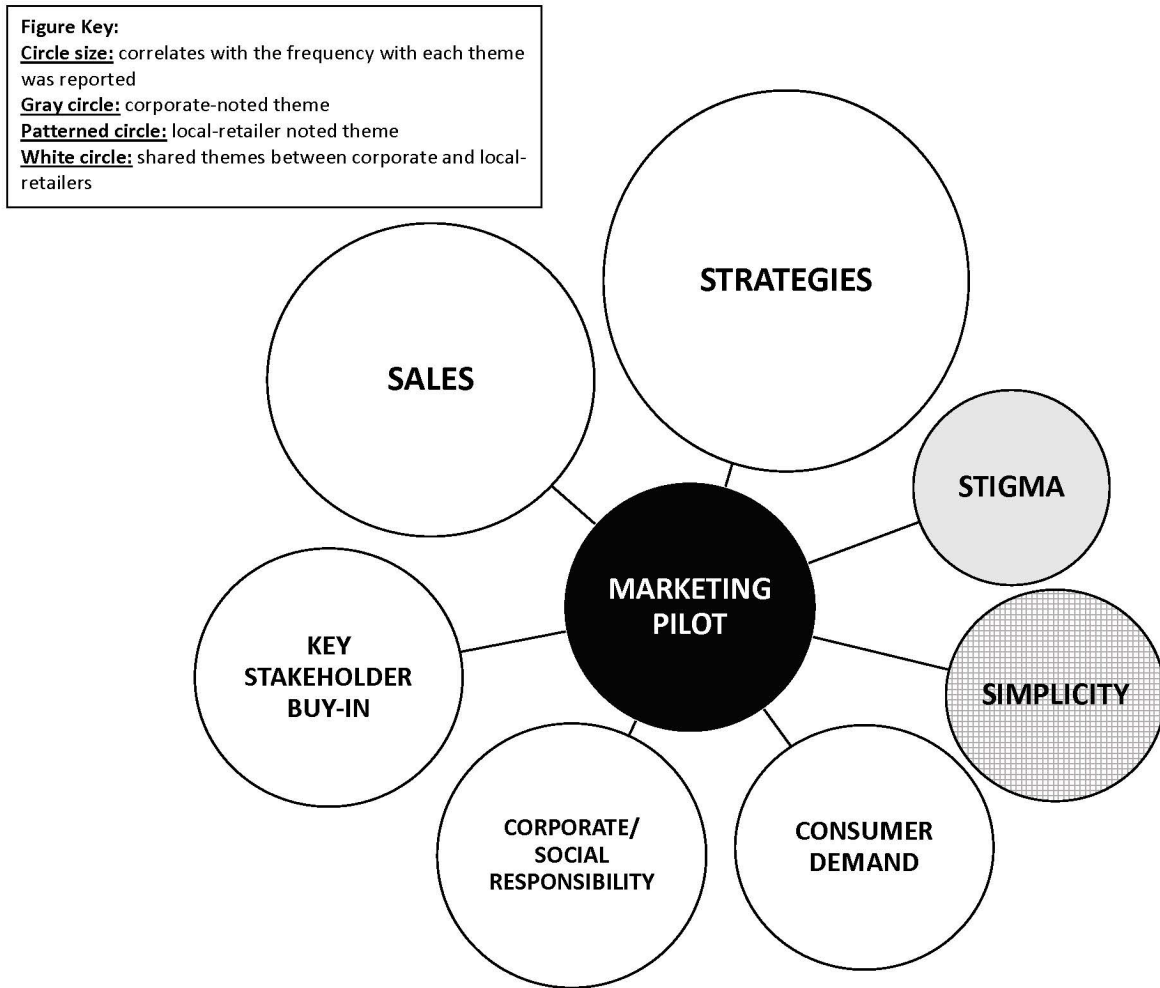 Figure Key:
Circle size: correlates with the frequency with each theme
was reported
Gray circle: corporate-noted theme
Patterned circle: local-retailer noted theme
White circle: shared themes between corporate and local-
retailers
STRATEGIES
SALES
STIGMA
MARKETING
PILOT
KEY
STAKEHOLDER
BUY-IN
SIMPLICITY
CORPORATE/
SOCIAL
RESPONSIBILITY
CONSUMER
DEMAND